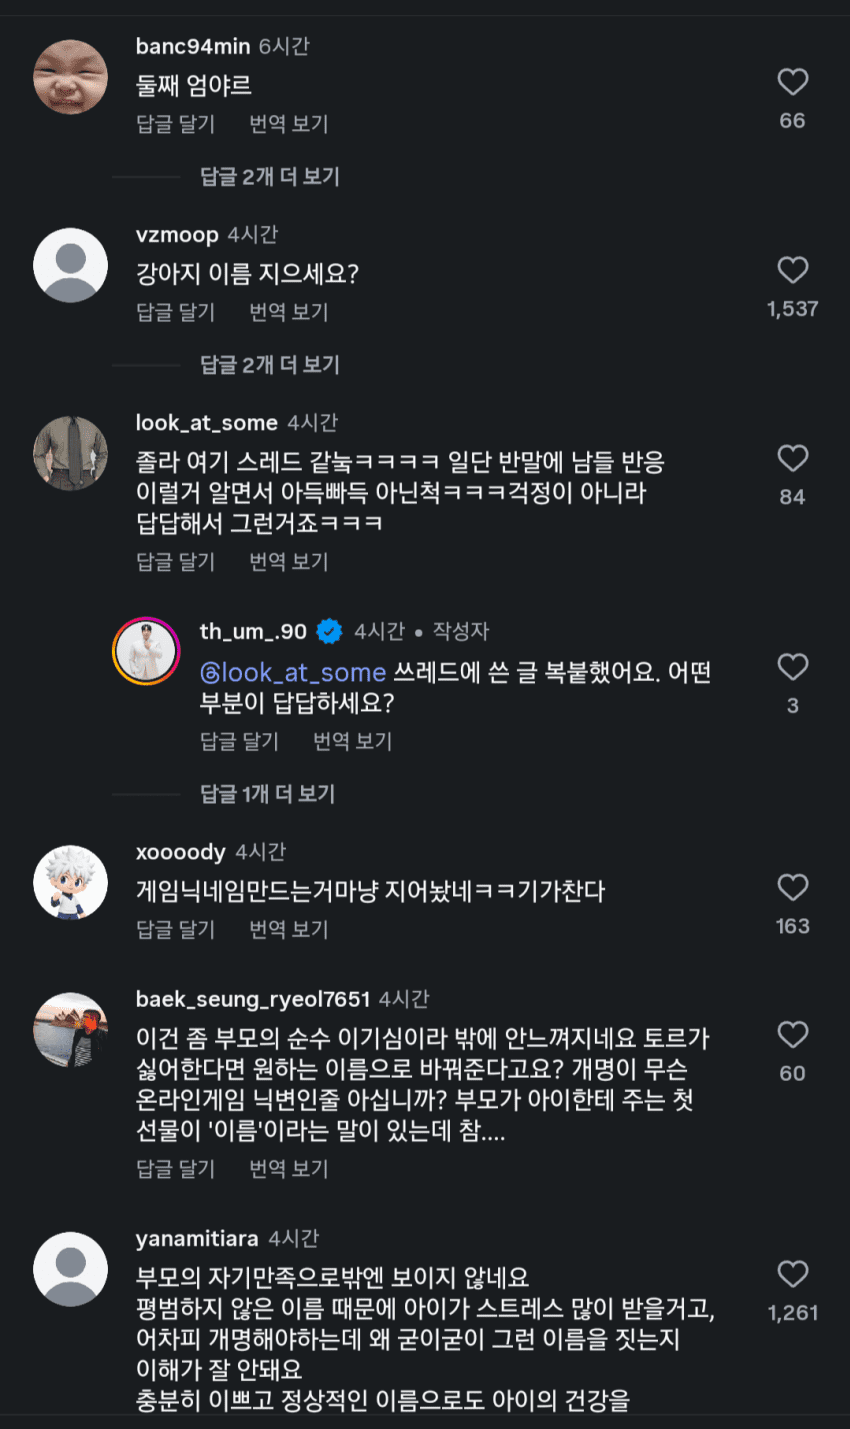 banc94min 6시간
둘째 엄야르
답글 달기 번역 보기
66
답글 2개 더 보기
vzmoop 4시간
강아지 이름 지으세요?
답글 달기 번역 보기
1,537
답글 2개 더 보기
look_at_some 4시간
졸라 여기 스레드 같눜ㅋㅋㅋㅋ 일단 반말에 남들 반응
이럴거 알면서 아득빠득 아닌척ㅋㅋㅋ걱정이 아니라
답답해서 그런거죠ㅋㅋㅋ
답글 달기 번역 보기
84
th_um_.90 4시간 • 작성자
@look_at_some 쓰레드에 쓴 글 복붙했어요. 어떤
부분이 답답하세요?
답글 달기 번역 보기
3
답글 1개 더 보기
xoooody 4시간
게임닉네임만드는거마냥 지어놨네ㅋㅋ기가찬다
답글 달기 번역 보기
163
baek_seung_ryeol7651 4시간
이건 좀 부모의 순수 이기심이라 밖에 안느껴지네요 토르가
싫어한다면 원하는 이름으로 바꿔준다고요? 개명이 무슨
온라인게임 닉변인줄 아십니까? 부모가 아이한테 주는 첫
선물이 '이름'이라는 말이 있는데 참....
답글 달기 번역 보기
60
yanamitiara 4시간
부모의 자기만족으로밖엔 보이지 않네요
평범하지 않은 이름 때문에 아이가 스트레스 많이 받을거고,
어차피 개명해야하는데 왜 굳이굳이 그런 이름을 짓는지
이해가 잘 안돼요
충분히 이쁘고 정상적인 이름으로도 아이의 건강을
1,261